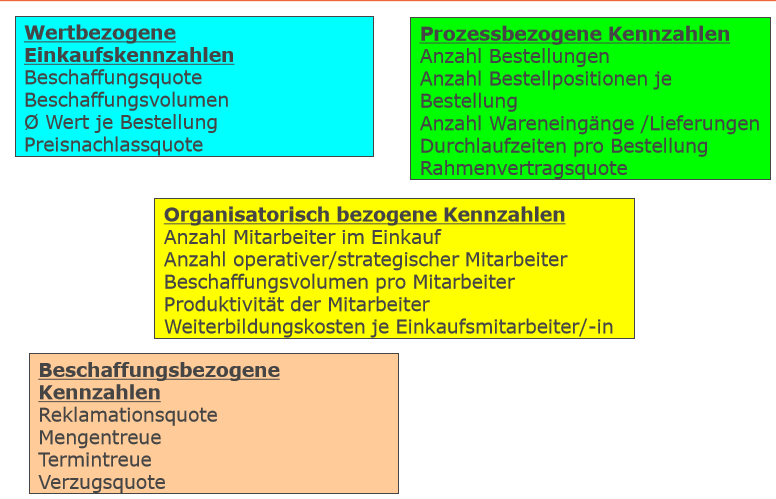 Wertbezogene
Einkaufskennzahlen
Beschaffungsquote
Beschaffungsvolumen
Ø Wert je Bestellung
Preisnachlassquote
Prozessbezogene Kennzahlen
Anzahl Bestellungen
Anzahl Bestellpositionen je
Bestellung
Anzahl Wareneingänge /Lieferungen
Durchlaufzeiten pro Bestellung
Rahmenvertragsquote
Organisatorisch bezogene Kennzahlen
Anzahl Mitarbeiter im Einkauf
Anzahl operativer/strategischer Mitarbeiter
Beschaffungsvolumen pro Mitarbeiter
Produktivität der Mitarbeiter
Weiterbildungskosten je Einkaufsmitarbeiter/-in
Beschaffungsbezogene
Kennzahlen
Reklamationsquote
Mengentreue
Termintreue
Verzugsquote